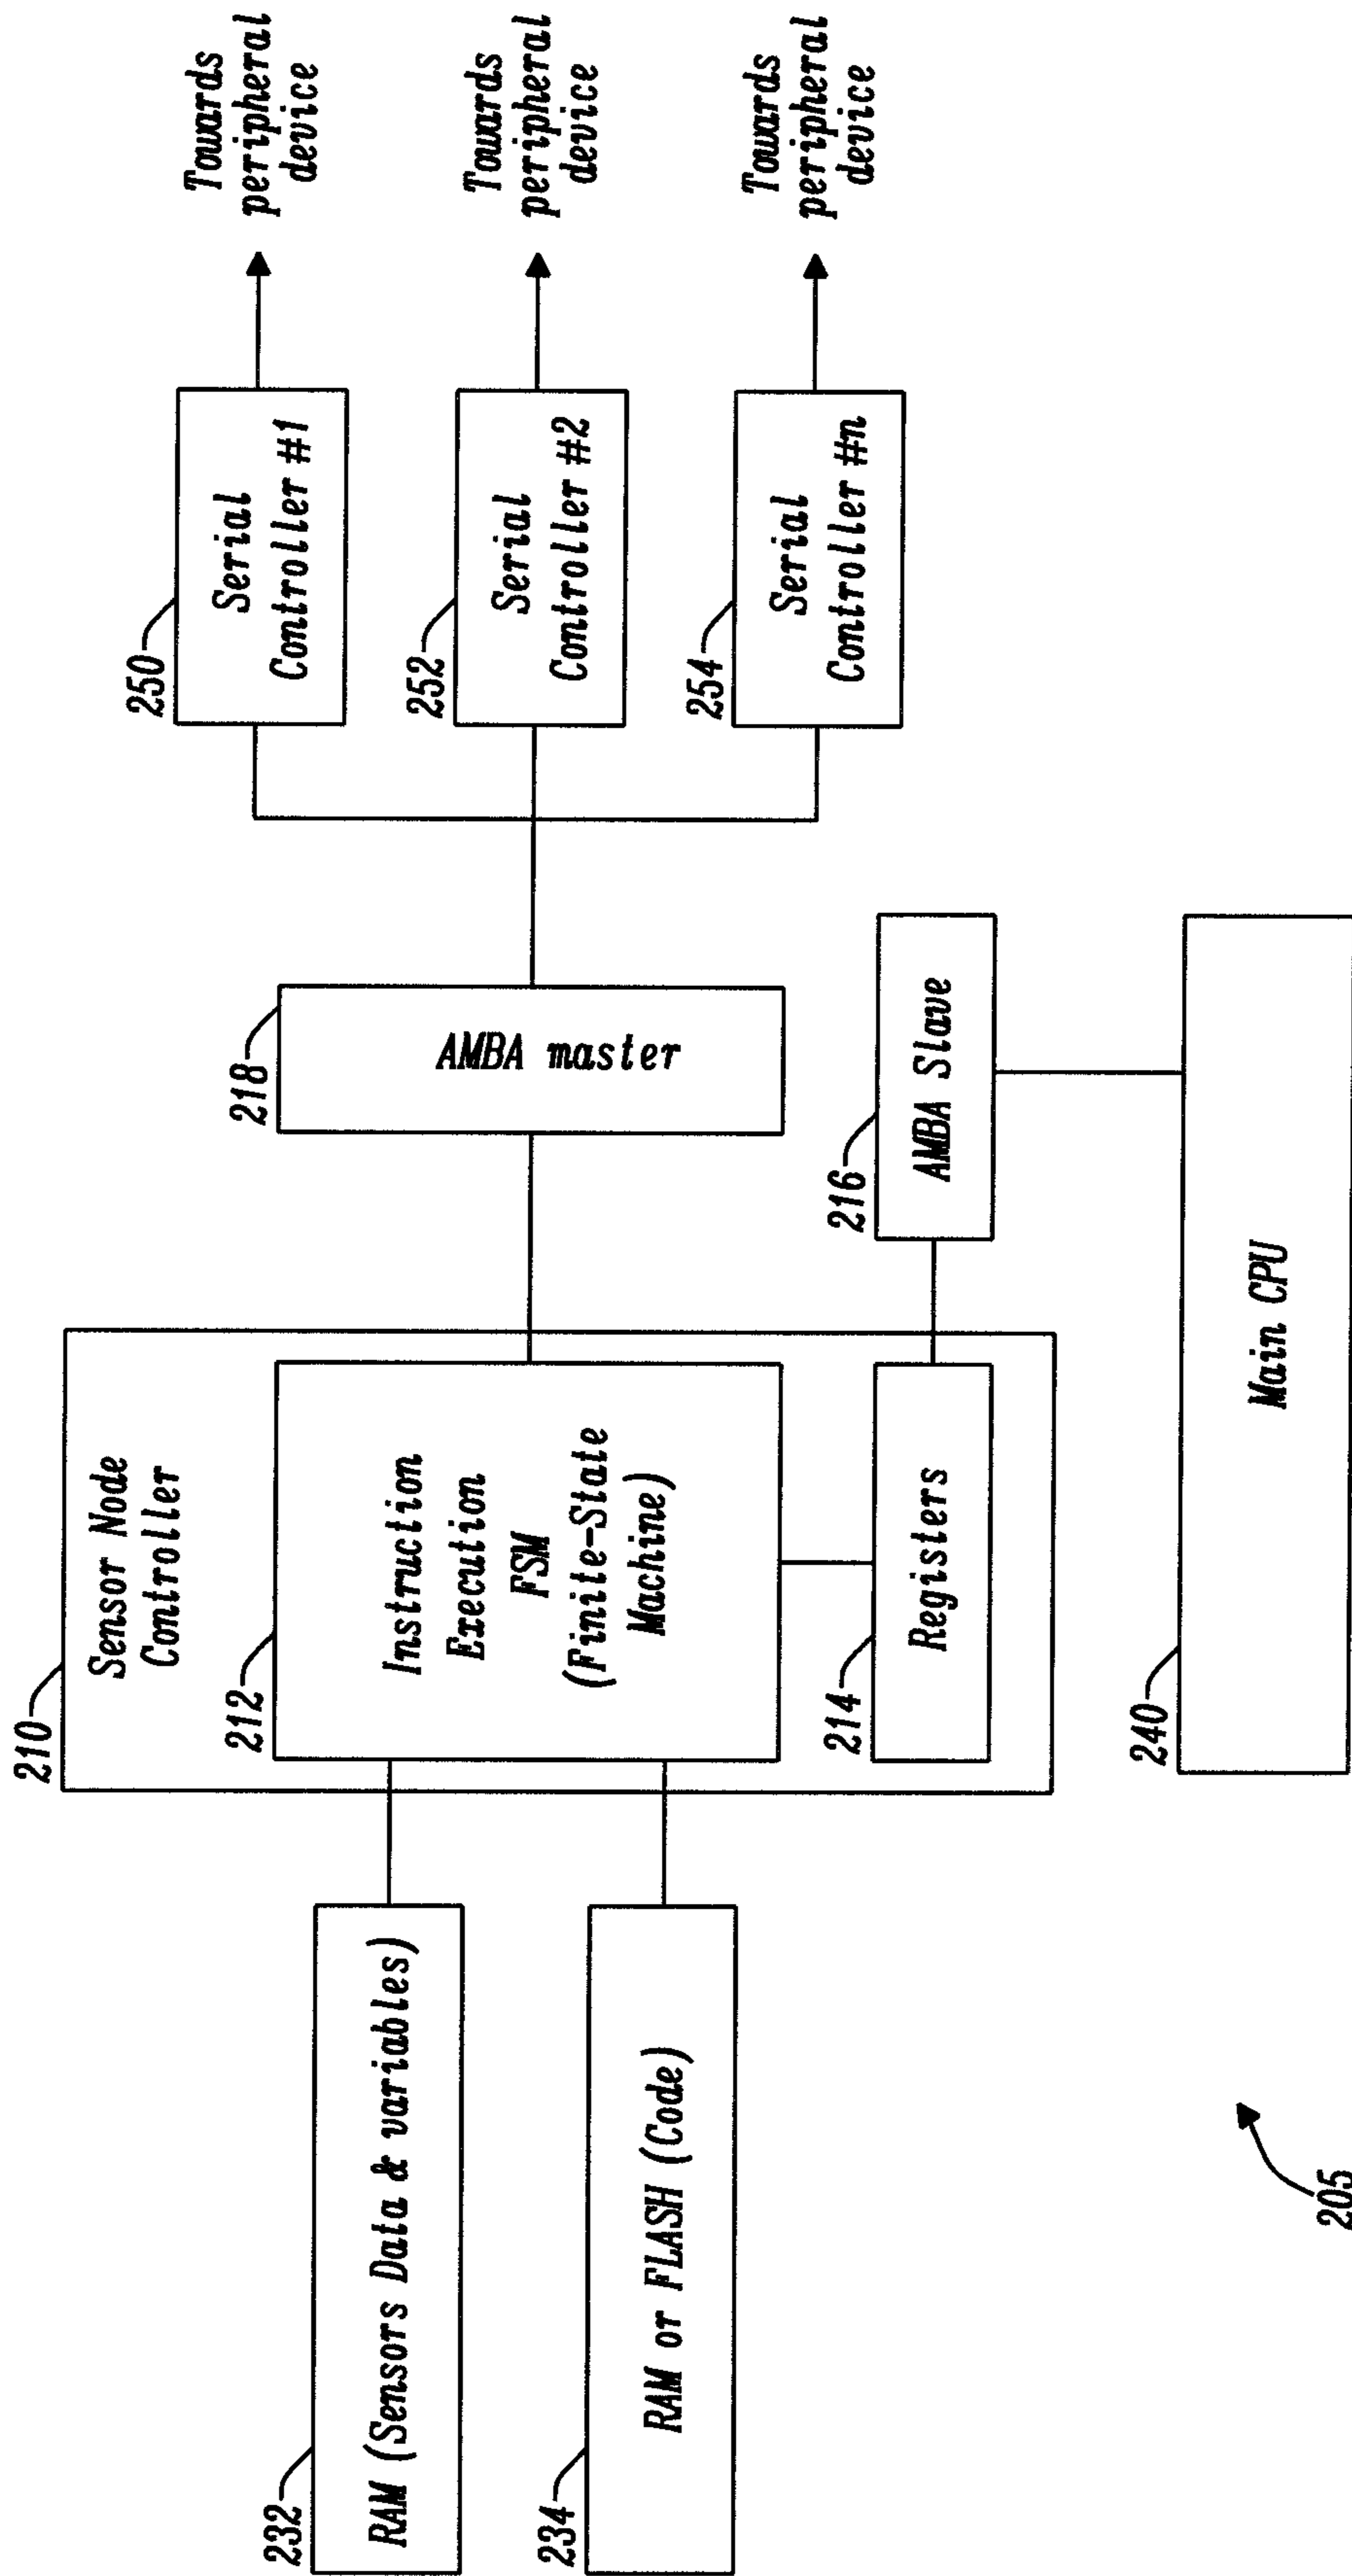 210
Sensor Node
Controller
232
RAM (Sensors Data & variables)
234
RAM or FLASH (Code)
212
Instruction
Execution
FSM
(Finite-State
Machine)
214
Registers
218
AMBA master
216
AMBA Slave
240
Main CPU
250
Serial
Controller #1
Towards
peripheral
device
252
Serial
Controller #2
Towards
peripheral
device
254
Serial
Controller #n
Towards
peripheral
device
205